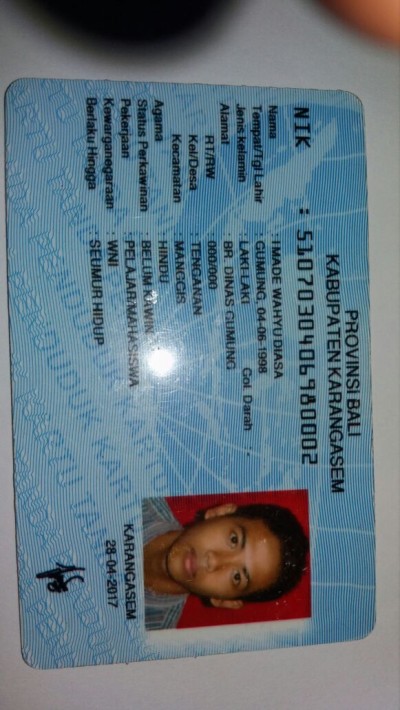 PROVINSI BALI
KABUPATEN KARANGASEM
NIK : 5107030406980002
Nama : I MADE WAHYU DIASA
Tempat/Tgl Lahir : GUMUNG, 04-06-1998
Jenis kelamin : LAKI-LAKI Gol. Darah : -
Alamat : BR. DINAS GUMUNG
RT/RW : 000/000
Kel/Desa : TENGANAN
Kecamatan : MANGGIS
Agama : HINDU
Status Perkawinan : BELUM KAWIN
Pekerjaan : PELAJAR/MAHASISWA
Kewarganegaraan : WNI
Berlaku Hingga : SEUMUR HIDUP
KARANGASEM
28-04-2017